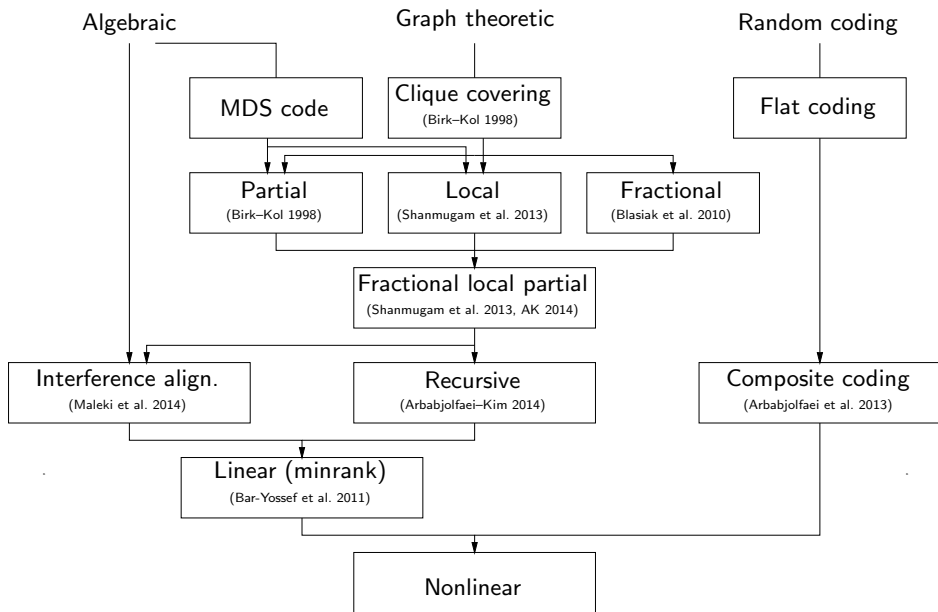 Algebraic
Graph theoretic
Random coding
MDS code
Clique covering
(Birk–Kol 1998)
Flat coding
Partial
(Birk–Kol 1998)
Local
(Shanmugam et al. 2013)
Fractional
(Blasiak et al. 2010)
Fractional local partial
(Shanmugam et al. 2013, AK 2014)
Interference align.
(Maleki et al. 2014)
Recursive
(Arbabjolfaei–Kim 2014)
Composite coding
(Arbabjolfaei et al. 2013)
Linear (minrank)
(Bar-Yossef et al. 2011)
Nonlinear